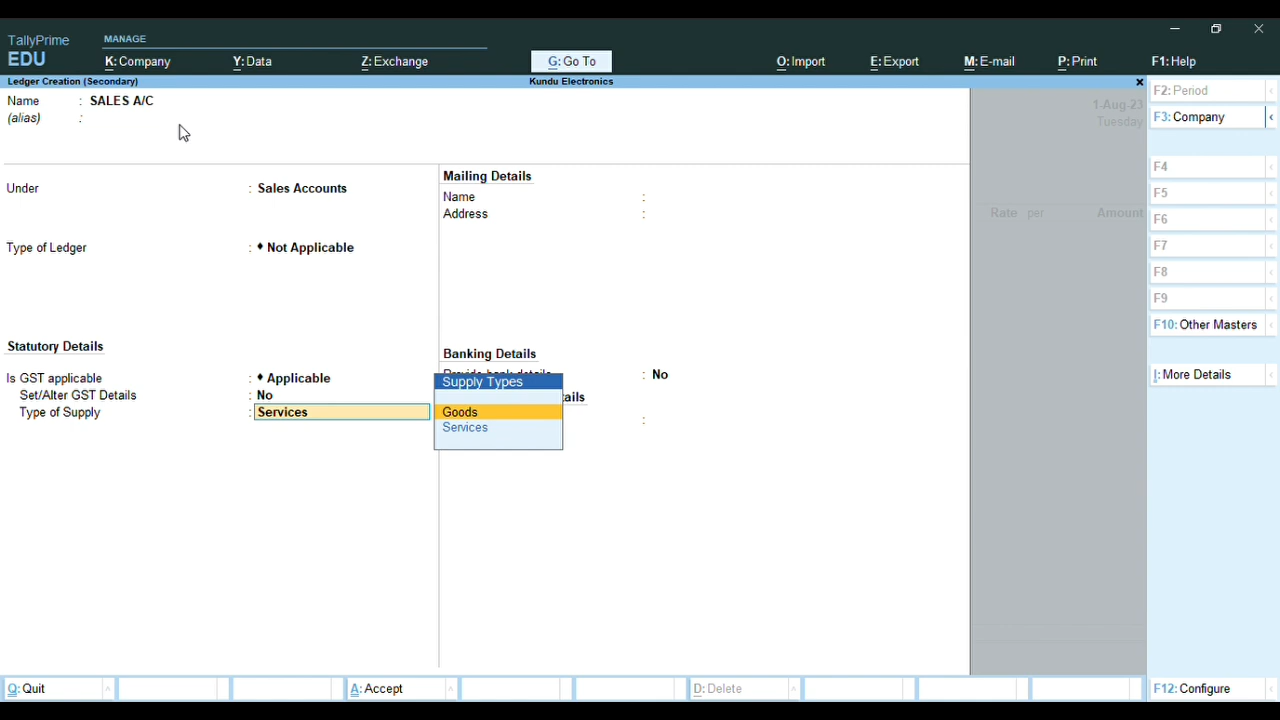 TallyPrime
EDU
MANAGE
K: Company
Y: Data
Z: Exchange
G: Go To
O: Import
E: Export
M: E-mail
P: Print
F1: Help
Ledger Creation (Secondary)
Kundu Electronics
×
Name : SALES A/C
(alias) :
Under : Sales Accounts
Type of Ledger : ♦ Not Applicable
Statutory Details
Is GST applicable : ♦ Applicable
Set/Alter GST Details : No
Type of Supply : Services
Mailing Details
Name :
Address :
Banking Details
Provide bank details : No
ails
:
Supply Types
Goods
Services
1-Aug-23
Tuesday
Rate per Amount
F2: Period
F3: Company
F4
F5
F6
F7
F8
F9
F10: Other Masters
I: More Details
F12: Configure
Q: Quit
A: Accept
D: Delete